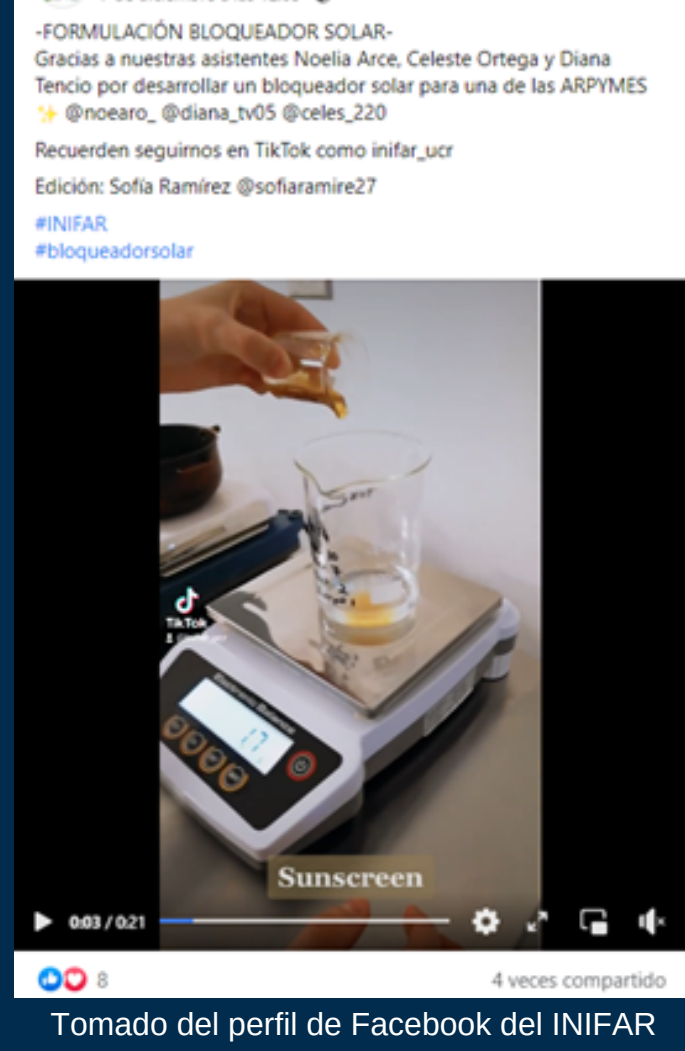 -FORMULACIÓN BLOQUEADOR SOLAR-
Gracias a nuestras asistentes Noelia Arce, Celeste Ortega y Diana
Tencio por desarrollar un bloqueador solar para una de las ARPYMES
✨ @noearo_ @diana_tv05 @celes_220
Recuerden seguirnos en TikTok como inifar_ucr
Edición: Sofía Ramírez @sofiaramire27
#INIFAR
#bloqueadorsolar
TikTok
Electronic Balance
Sunscreen
0:03 / 0:21
8
4 veces compartido
Tomado del perfil de Facebook del INIFAR